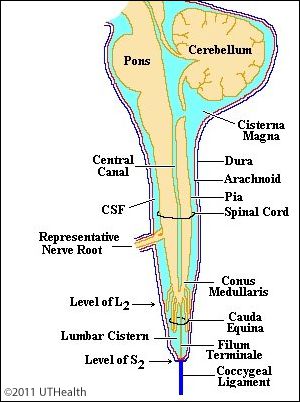 Pons
Cerebellum
Cisterna
Magna
Central
Canal
Dura
Arachnoid
Pia
CSF
Spinal Cord
Representative
Nerve Root
Conus
Medullaris
Level of L2
Cauda
Equina
Lumbar Cistern
Filum
Terminale
Level of S2
Coccygeal
Ligament
©2011 UTHealth